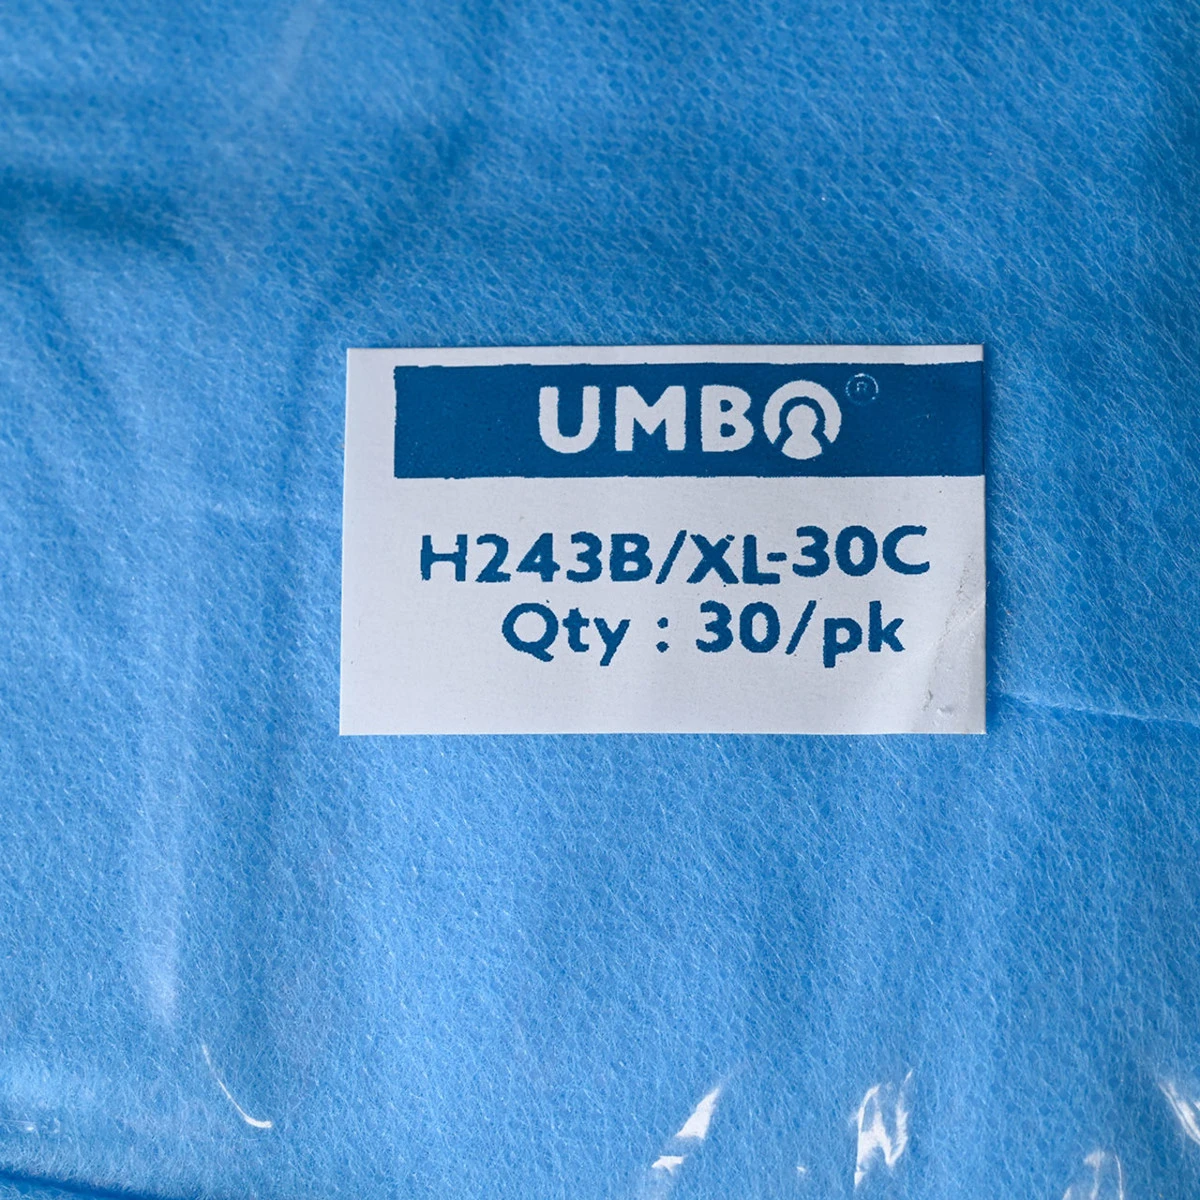 UMBO®
H243B/XL-30C
Qty : 30/pk